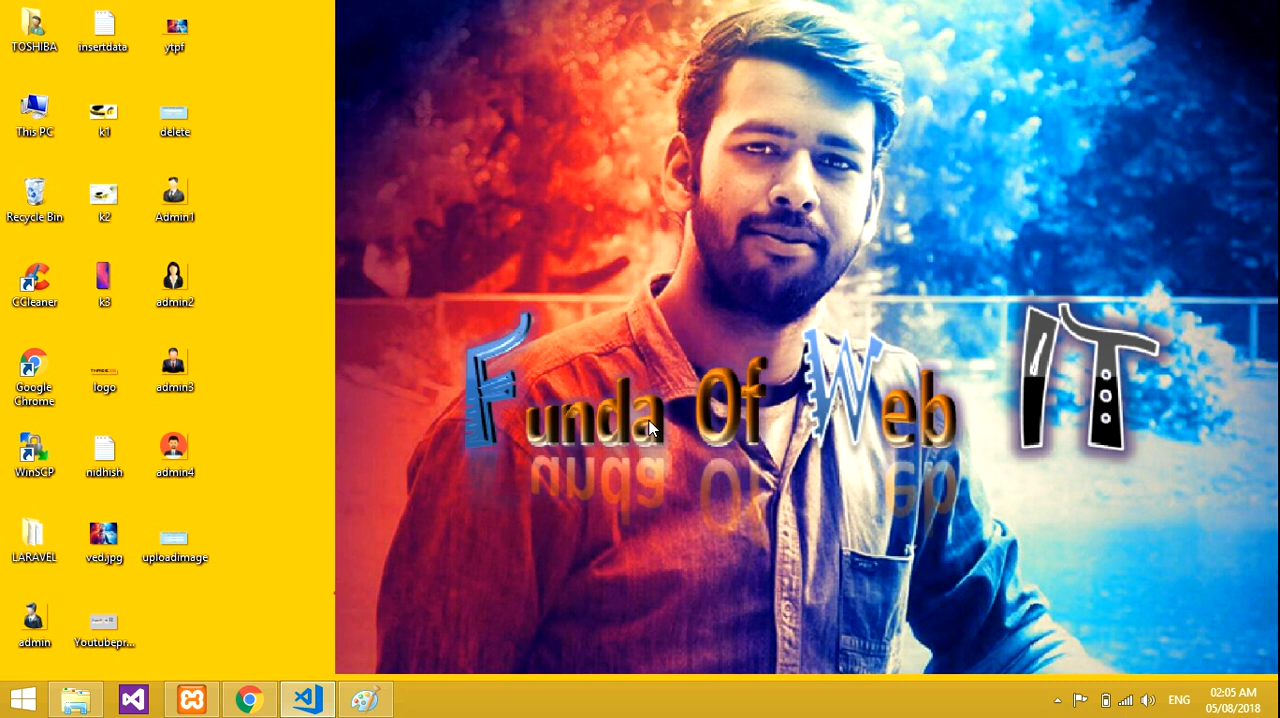 TOSHIBA
insertdata
ytpf
This PC
k1
delete
Recycle Bin
k2
Admin1
CCleaner
k3
admin2
Google Chrome
logo
admin3
WinSCP
nidhish
admin4
LARAVEL
ved.jpg
uploadimage
admin
Youtubepr...
Funda Of Web IT
ENG
02:05 AM
05/08/2018